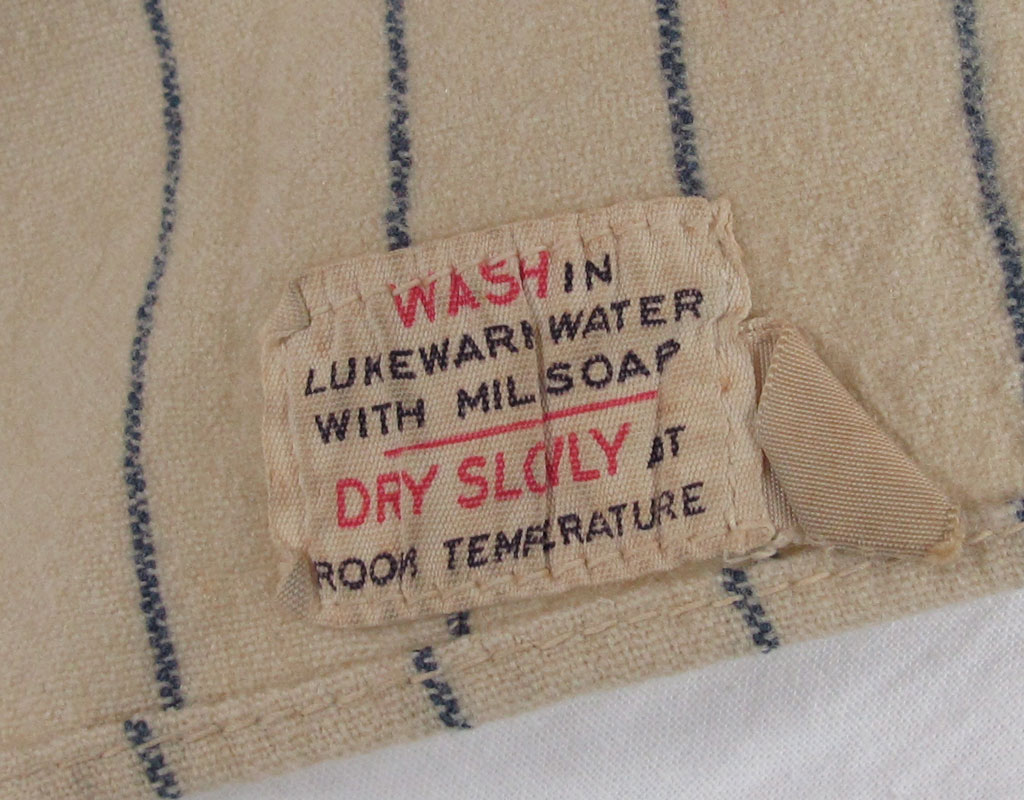 WASH IN
LUKEWARM WATER
WITH MILD SOAP
DRY SLOWLY AT
ROOM TEMPERATURE